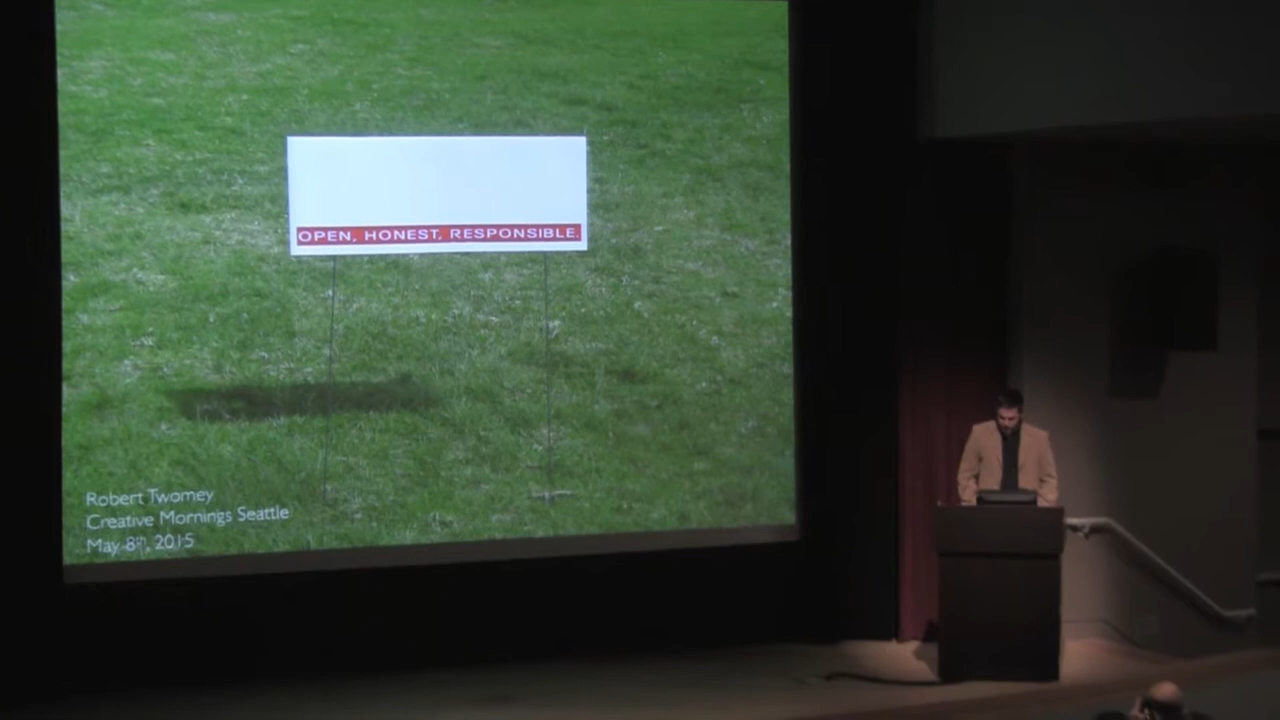 OPEN, HONEST, RESPONSIBLE.
Robert Twomey
Creative Mornings Seattle
May 8th, 2015